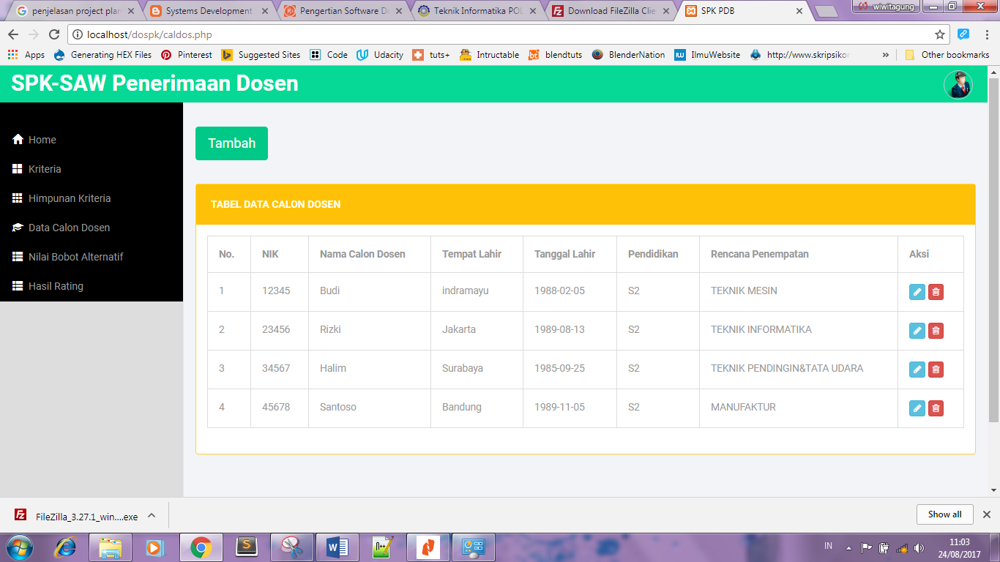 penjelasan project plan
Systems Development
Pengertian Software De
Teknik Informatika POL
Download FileZilla Clie
SPK PDB
wiwitagung
localhost/dospk/caldos.php
Apps Generating HEX Files Pinterest Suggested Sites Code Udacity tuts+ Intructable blendtuts BlenderNation IlmuWebsite http://www.skripsikor » Other bookmarks
SPK-SAW Penerimaan Dosen
Home
Kriteria
Himpunan Kriteria
Data Calon Dosen
Nilai Bobot Alternatif
Hasil Rating
Tambah
TABEL DATA CALON DOSEN
No. NIK Nama Calon Dosen Tempat Lahir Tanggal Lahir Pendidikan Rencana Penempatan Aksi
1 12345 Budi indramayu 1988-02-05 S2 TEKNIK MESIN
2 23456 Rizki Jakarta 1989-08-13 S2 TEKNIK INFORMATIKA
3 34567 Halim Surabaya 1985-09-25 S2 TEKNIK PENDINGIN&TATA UDARA
4 45678 Santoso Bandung 1989-11-05 S2 MANUFAKTUR
FileZilla_3.27.1_win....exe
Show all
IN
11:03
24/08/2017